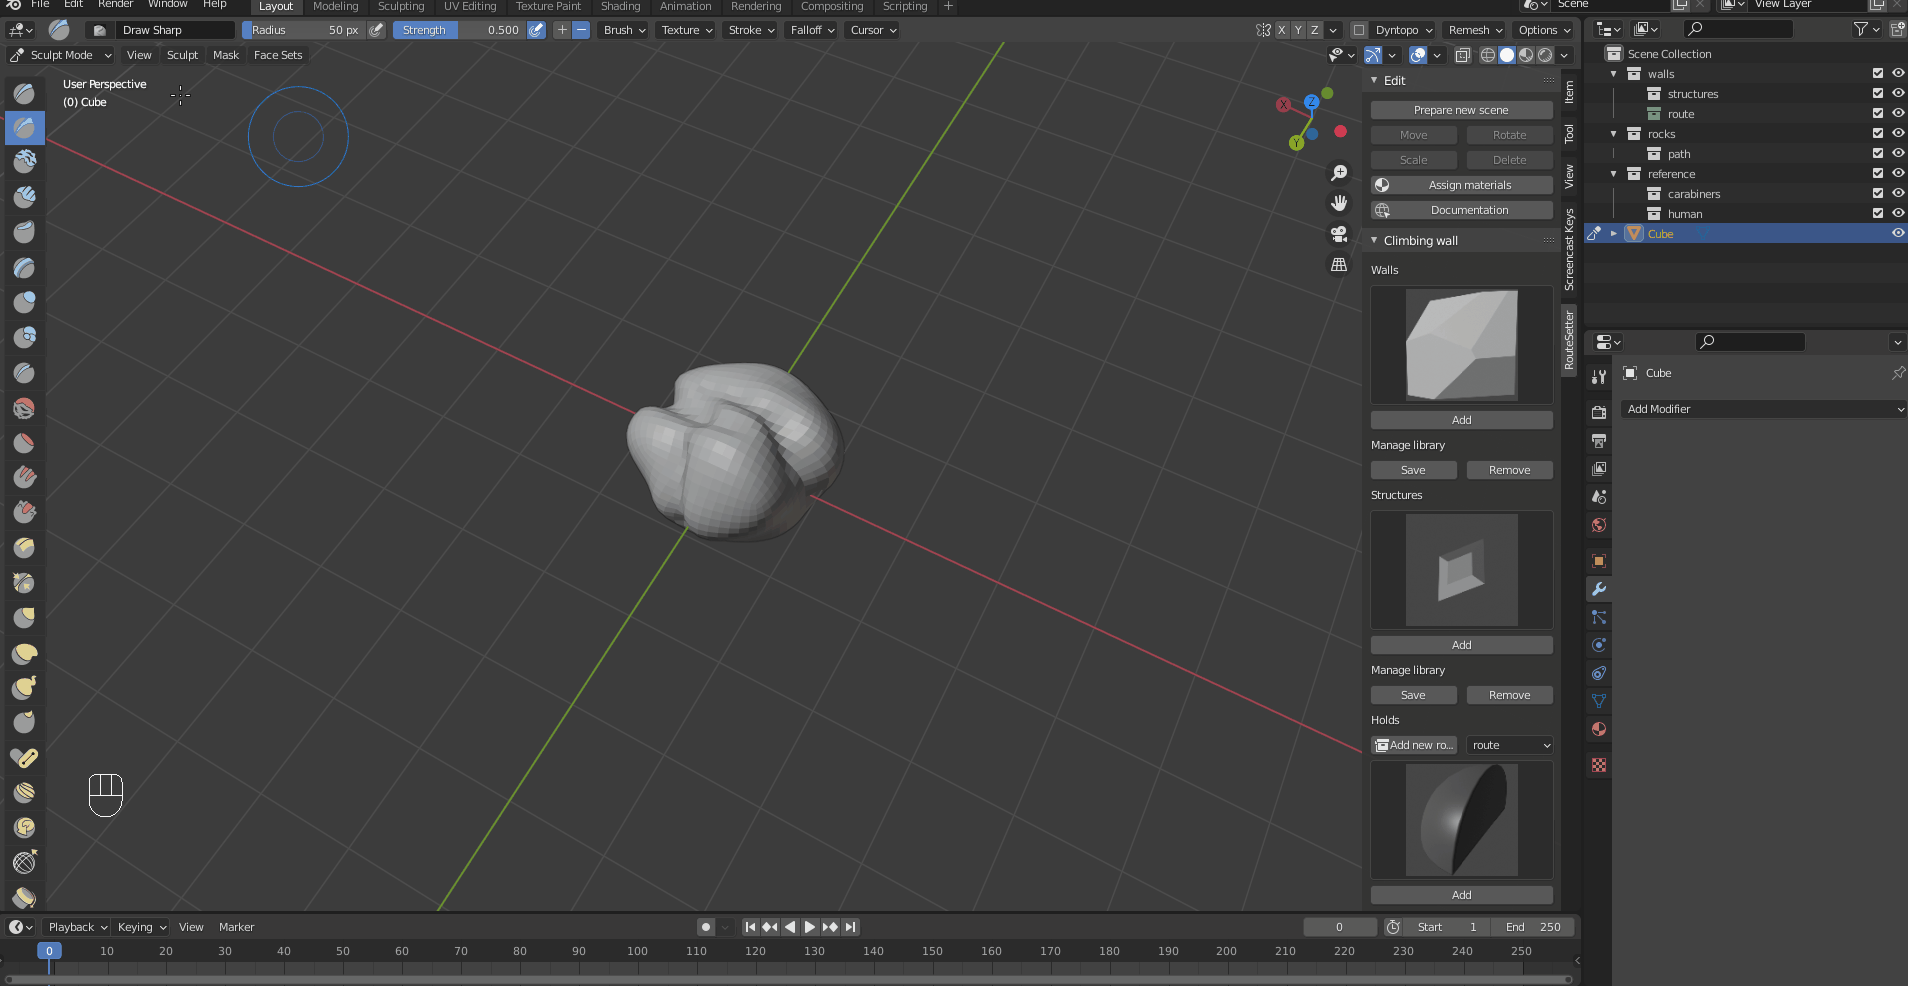 File Edit Render Window Help Layout Modeling Sculpting UV Editing Texture Paint Shading Animation Rendering Compositing Scripting + Scene View Layer
Draw Sharp Radius 50 px Strength 0.500 Brush Texture Stroke Falloff Cursor X Y Z Dyntopo Remesh Options
Sculpt Mode View Sculpt Mask Face Sets
User Perspective
(0) Cube
X
Y
Z
Edit
Prepare new scene
Move Rotate
Scale Delete
Assign materials
Documentation
Climbing wall
Walls
Add
Manage library
Save Remove
Structures
Add
Manage library
Save Remove
Holds
Add new ro... route
Add
Item
Tool
View
Screencast Keys
RouteSetter
Scene Collection
walls
structures
route
rocks
path
reference
carabiners
human
Cube
Cube
Add Modifier
Playback Keying View Marker 0 Start 1 End 250
0 10 20 30 40 50 60 70 80 90 100 110 120 130 140 150 160 170 180 190 200 210 220 230 240 250